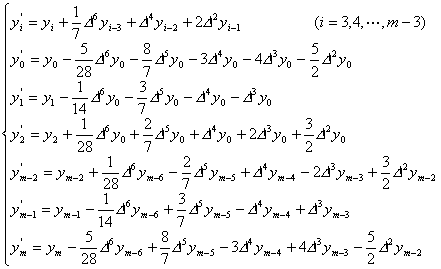 y'_i = y_i + 1/7 Δ^6 y_{i-3} + Δ^4 y_{i-2} + 2Δ^2 y_{i-1} (i = 3,4,⋯,m−3)
y'_0 = y_0 − 5/28 Δ^6 y_0 − 8/7 Δ^5 y_0 − 3Δ^4 y_0 − 4Δ^3 y_0 − 5/2 Δ^2 y_0
y'_1 = y_1 − 1/14 Δ^6 y_0 − 3/7 Δ^5 y_0 − Δ^4 y_0 − Δ^3 y_0
y'_2 = y_2 + 1/28 Δ^6 y_0 + 2/7 Δ^5 y_0 + Δ^4 y_0 + 2Δ^3 y_0 + 3/2 Δ^2 y_0
y'_{m-2} = y_{m-2} + 1/28 Δ^6 y_{m-6} − 2/7 Δ^5 y_{m-5} + Δ^4 y_{m-4} − 2Δ^3 y_{m-3} + 3/2 Δ^2 y_{m-2}
y'_{m-1} = y_{m-1} − 1/14 Δ^6 y_{m-6} + 3/7 Δ^5 y_{m-5} − Δ^4 y_{m-4} + Δ^3 y_{m-3}
y'_m = y_m − 5/28 Δ^6 y_{m-6} + 8/7 Δ^5 y_{m-5} − 3Δ^4 y_{m-4} + 4Δ^3 y_{m-3} − 5/2 Δ^2 y_{m-2}